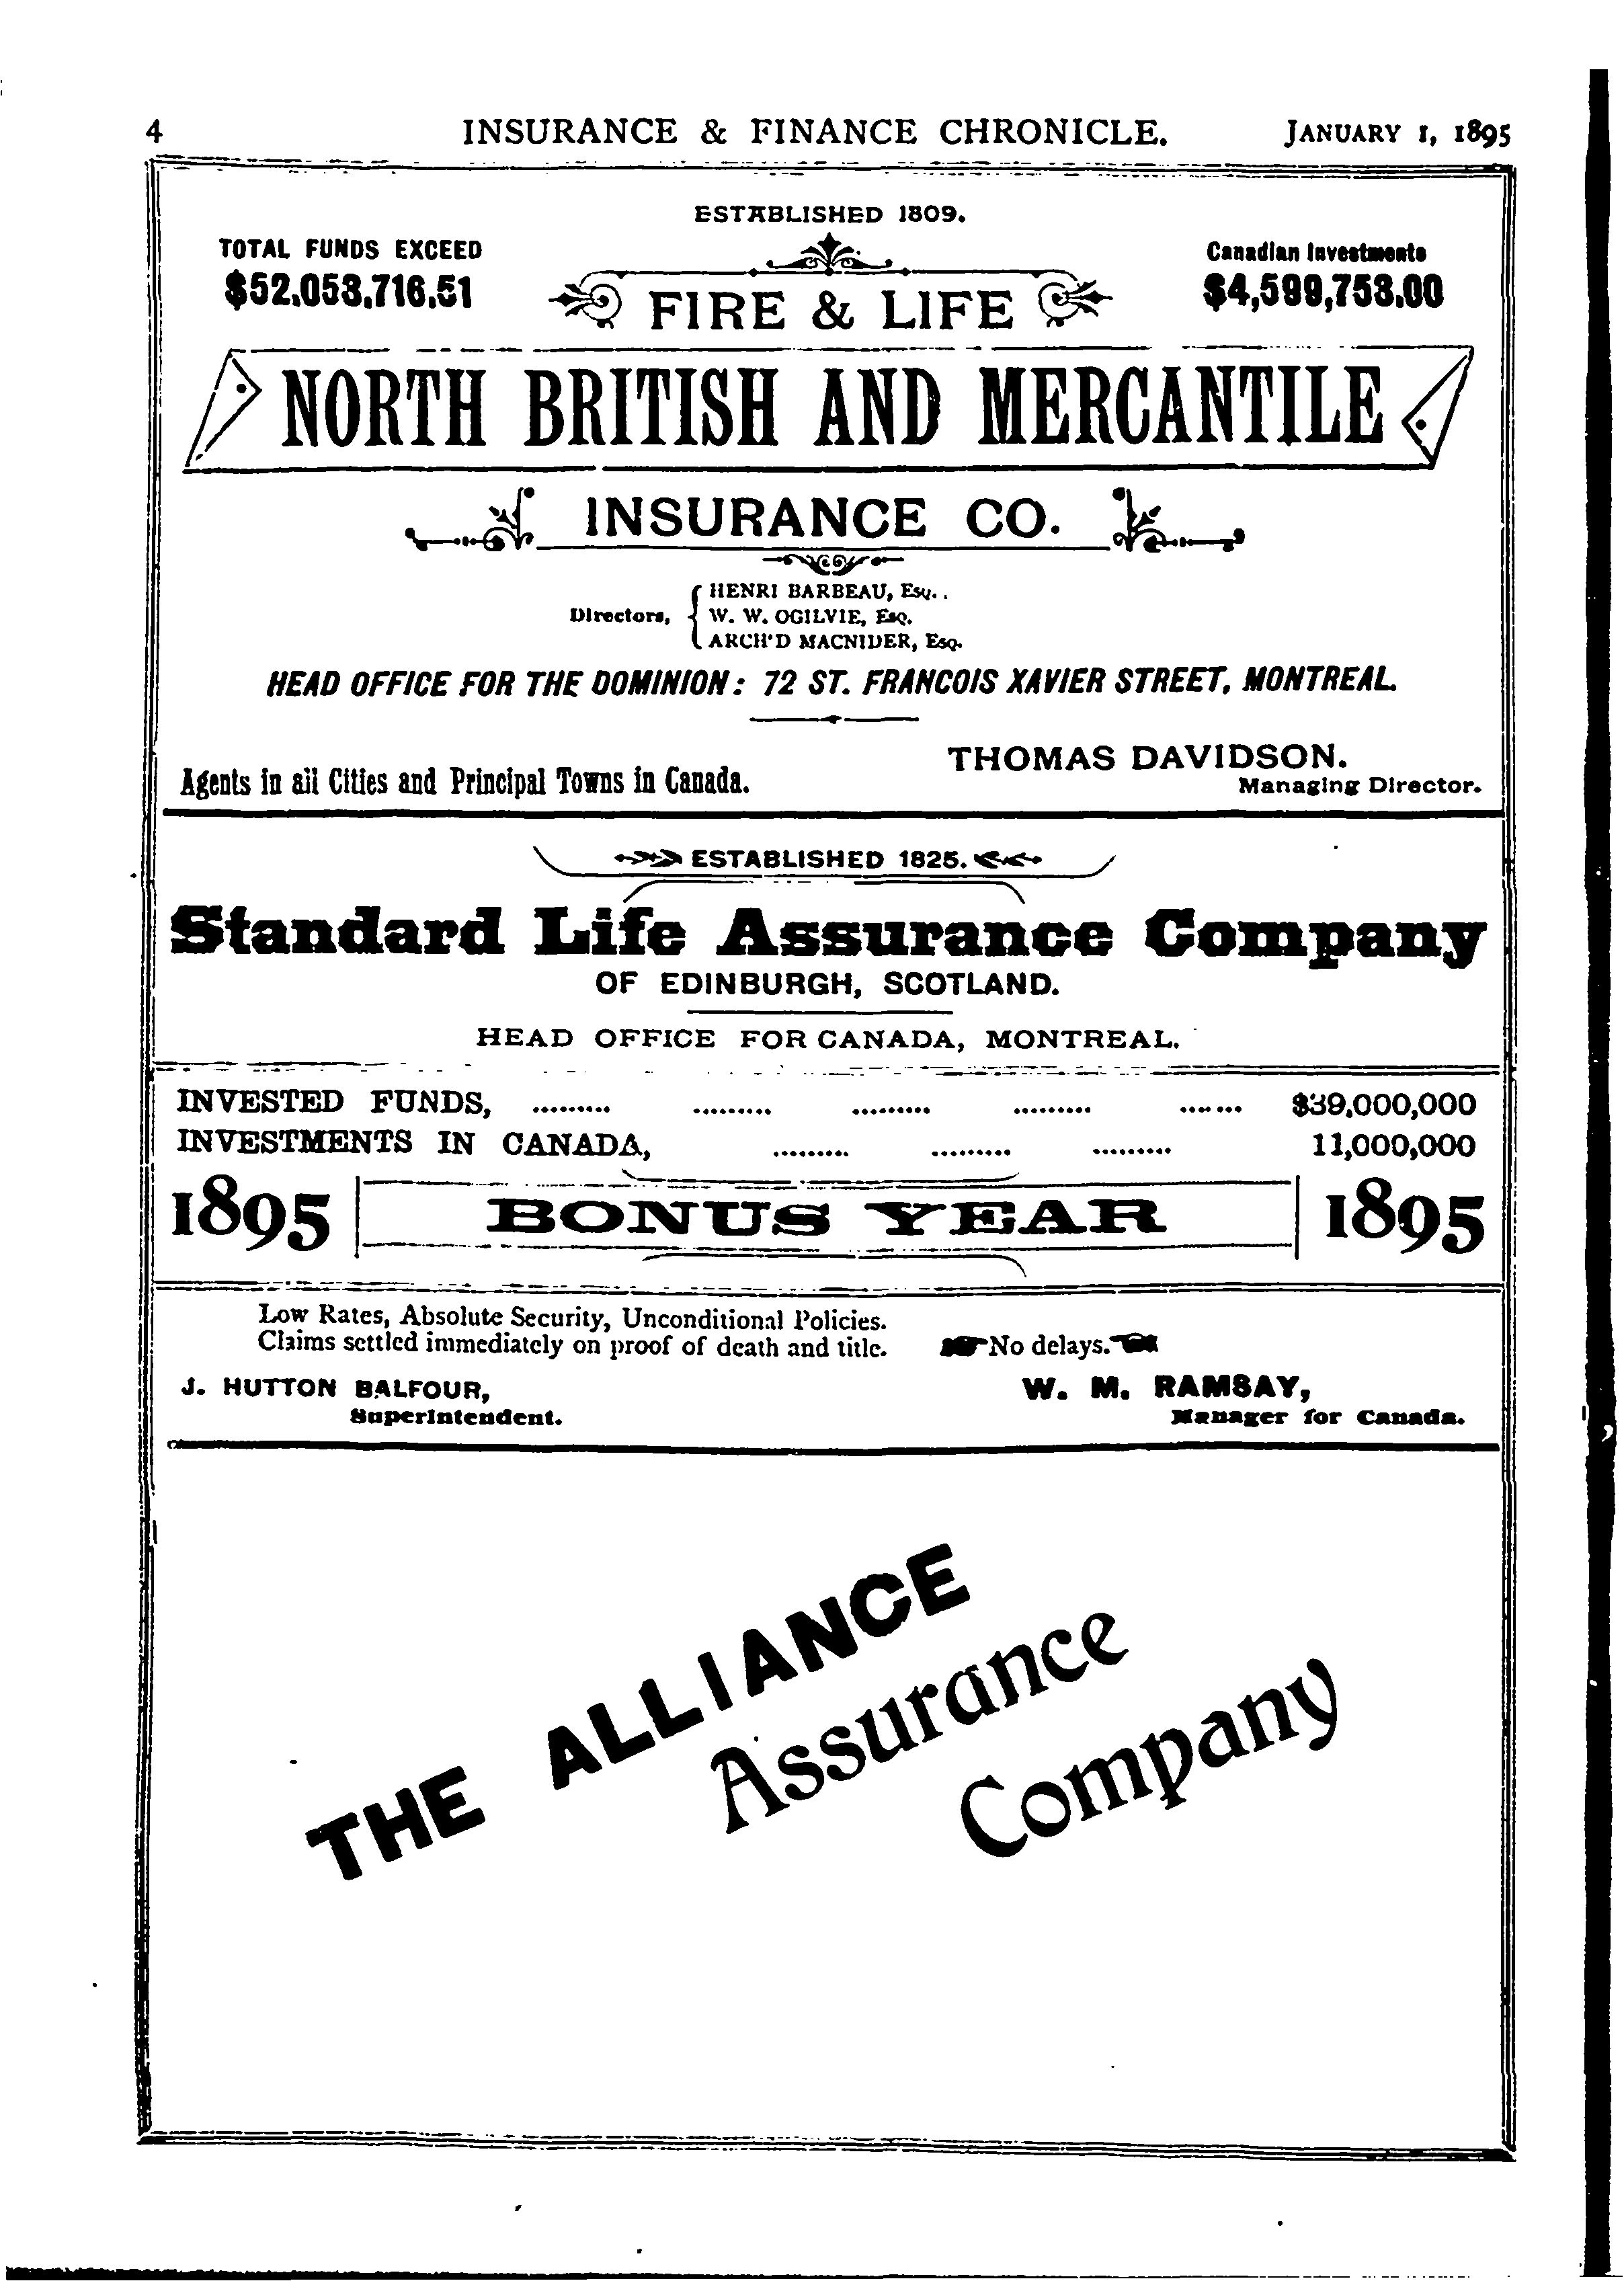 4 INSURANCE & FINANCE CHRONICLE. JANUARY 1, 1895
ESTABLISHED 1809.
TOTAL FUNDS EXCEED
$52,053,716.51
Canadian Investments
$4,599,753.00
FIRE & LIFE
NORTH BRITISH AND MERCANTILE
INSURANCE CO.
Directors,
HENRI BARBEAU, Esq.
W. W. OGILVIE, Esq.
ARCH'D MACNIDER, Esq.
HEAD OFFICE FOR THE DOMINION: 72 ST. FRANCOIS XAVIER STREET, MONTREAL.
Agents in all Cities and Principal Towns in Canada.
THOMAS DAVIDSON.
Managing Director.
ESTABLISHED 1825.
Standard Life Assurance Company
OF EDINBURGH, SCOTLAND.
HEAD OFFICE FOR CANADA, MONTREAL.
INVESTED FUNDS, ......... ......... ......... ......... ....... $39,000,000
INVESTMENTS IN CANADA, ......... ......... ......... 11,000,000
1895 BONUS YEAR 1895
Low Rates, Absolute Security, Unconditional Policies.
Claims settled immediately on proof of death and title. No delays.
J. HUTTON BALFOUR,
Superintendent.
W. M. RAMSAY,
Manager for Canada.
THE ALLIANCE
Assurance
Company